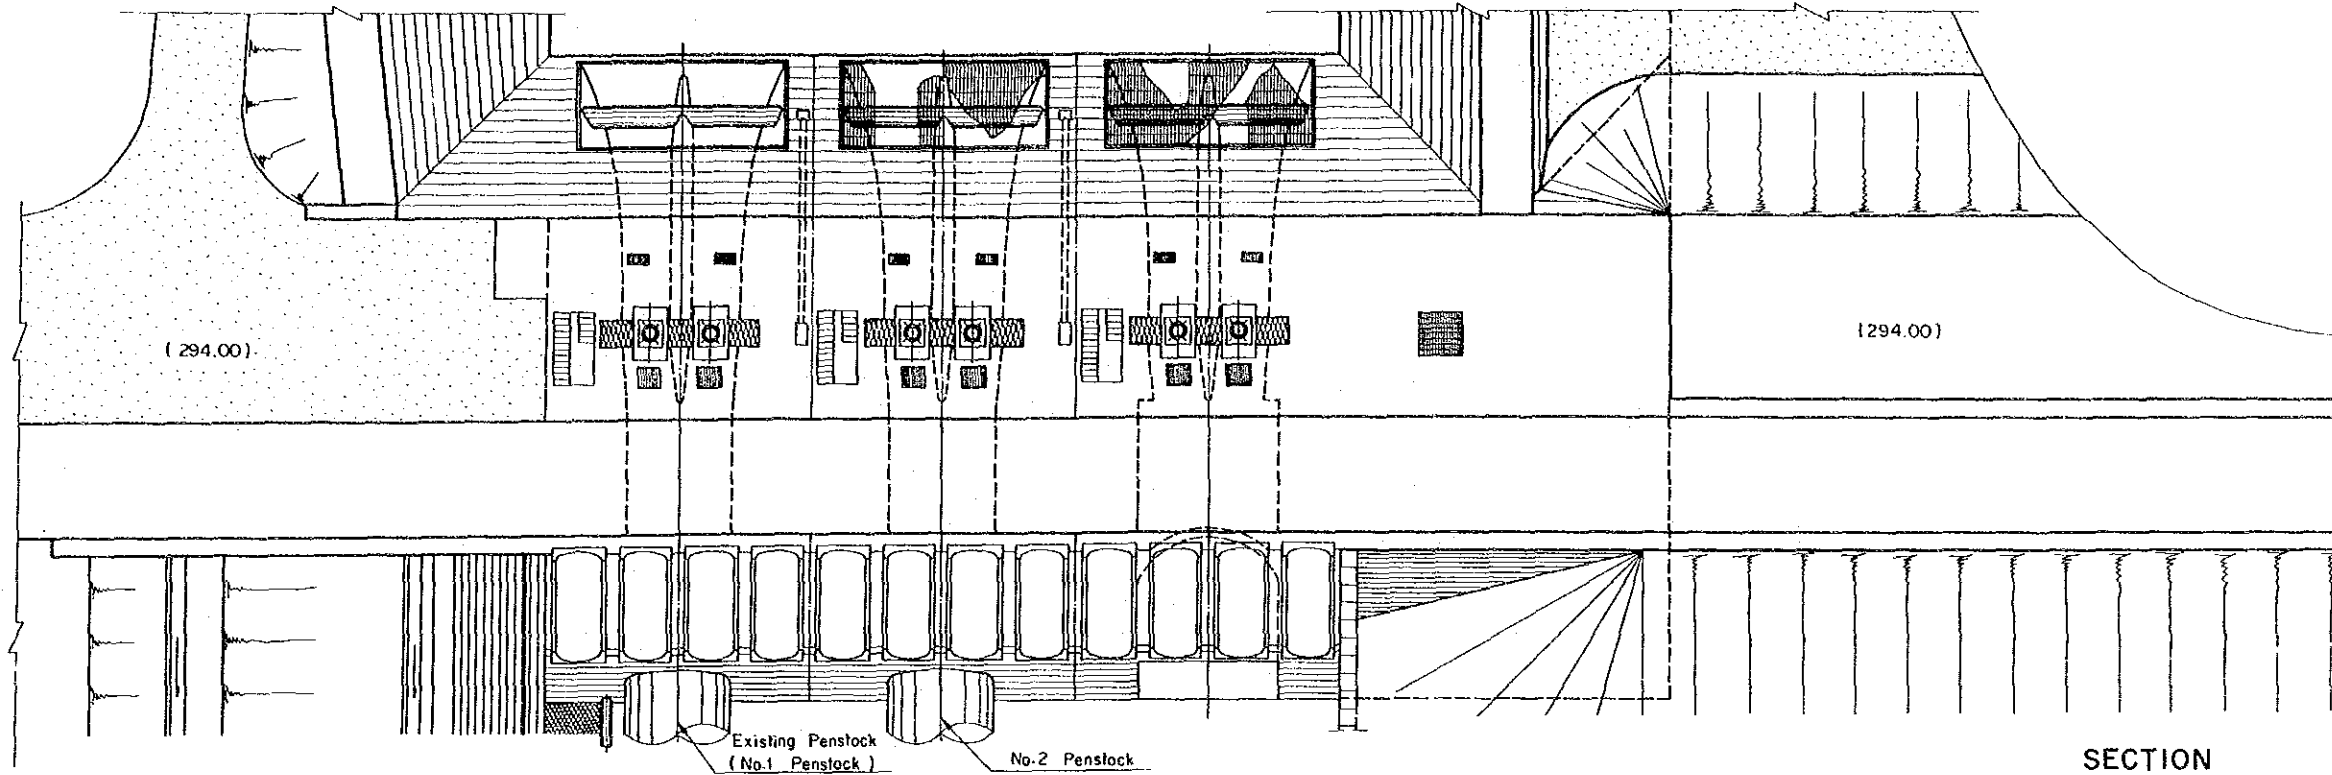 ( 294.00)
(294.00)
Existing Penstock
( No.1 Penstock )
No.2 Penstock
SECTION